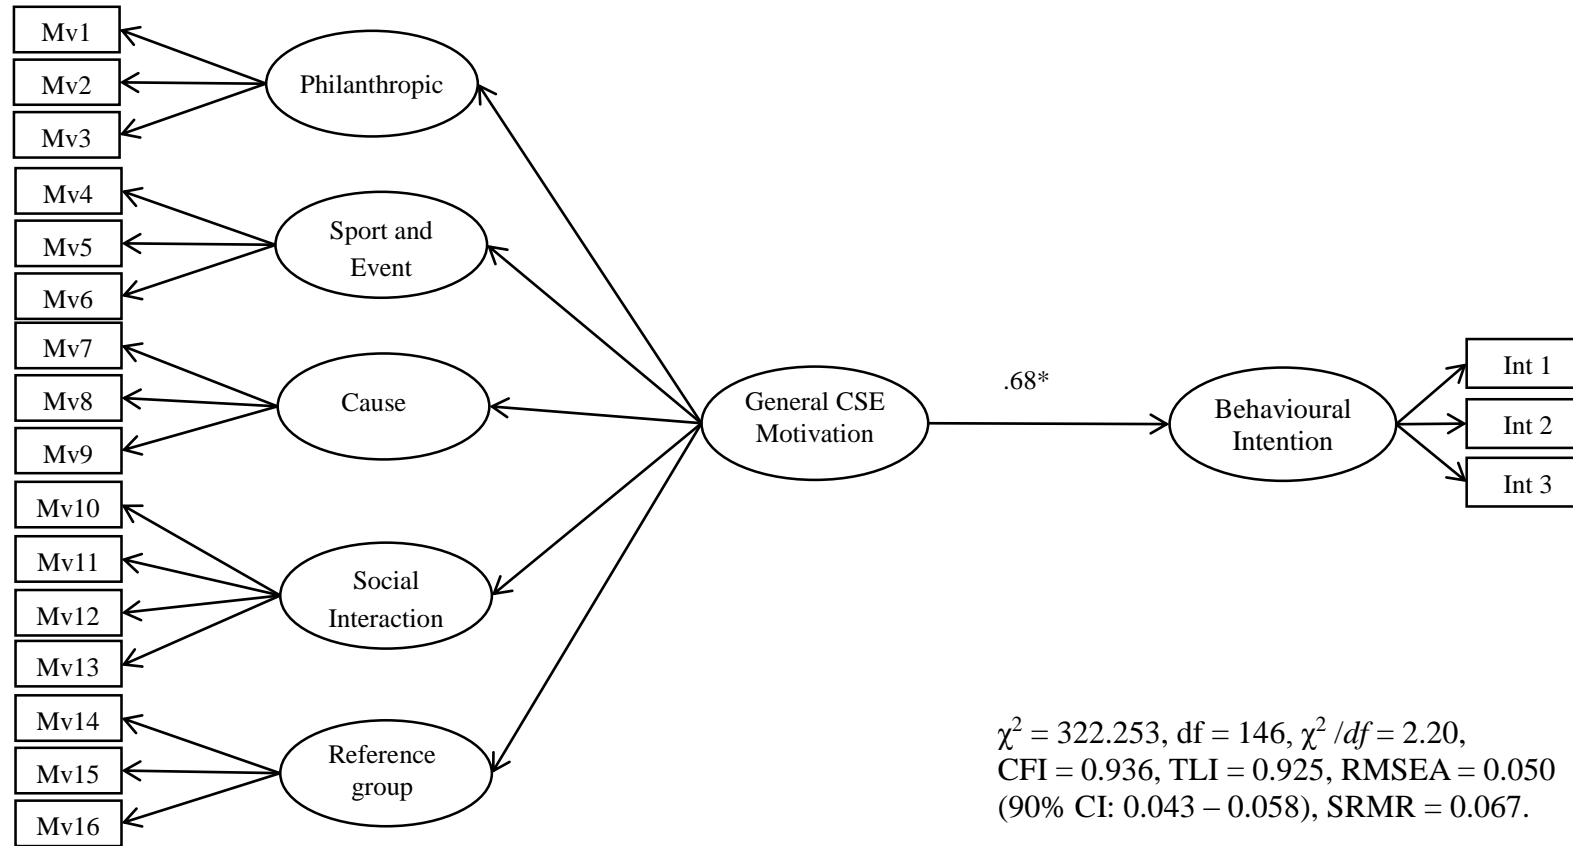 Mv1
Mv2
Mv3
Mv4
Mv5
Mv6
Mv7
Mv8
Mv9
Mv10
Mv11
Mv12
Mv13
Mv14
Mv15
Mv16
Philanthropic
Sport and
Event
Cause
Social
Interaction
Reference
group
General CSE
Motivation
.68*
Behavioural
Intention
Int 1
Int 2
Int 3
χ² = 322.253, df = 146, χ² /df = 2.20,
CFI = 0.936, TLI = 0.925, RMSEA = 0.050
(90% CI: 0.043 – 0.058), SRMR = 0.067.